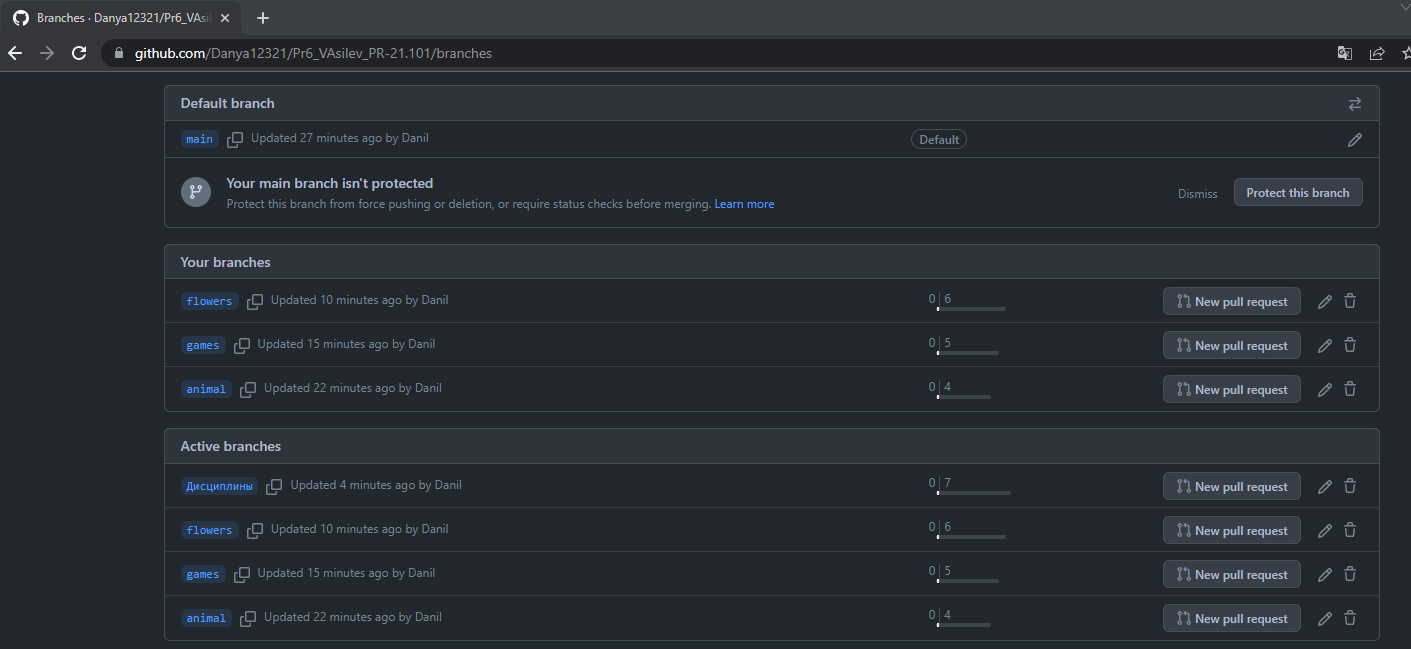 Branches · Danya12321/Pr6_VAsil
github.com/Danya12321/Pr6_VAsilev_PR-21.101/branches
Default branch
main Updated 27 minutes ago by Danil Default
Your main branch isn't protected
Protect this branch from force pushing or deletion, or require status checks before merging. Learn more
Dismiss Protect this branch
Your branches
flowers Updated 10 minutes ago by Danil 0 6 New pull request
games Updated 15 minutes ago by Danil 0 5 New pull request
animal Updated 22 minutes ago by Danil 0 4 New pull request
Active branches
Дисциплины Updated 4 minutes ago by Danil 0 7 New pull request
flowers Updated 10 minutes ago by Danil 0 6 New pull request
games Updated 15 minutes ago by Danil 0 5 New pull request
animal Updated 22 minutes ago by Danil 0 4 New pull request